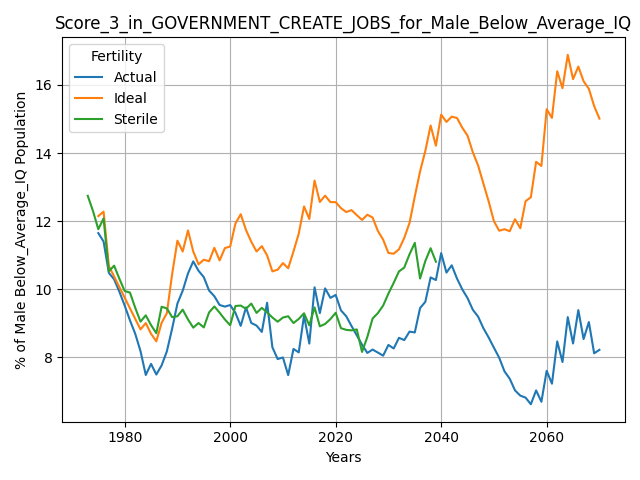 Score_3_in_GOVERNMENT_CREATE_JOBS_for_Male_Below_Average_IQ
Fertility
Actual
Ideal
Sterile
% of Male Below_Average_IQ Population
16
14
12
10
8
1980
2000
2020
2040
2060
Years